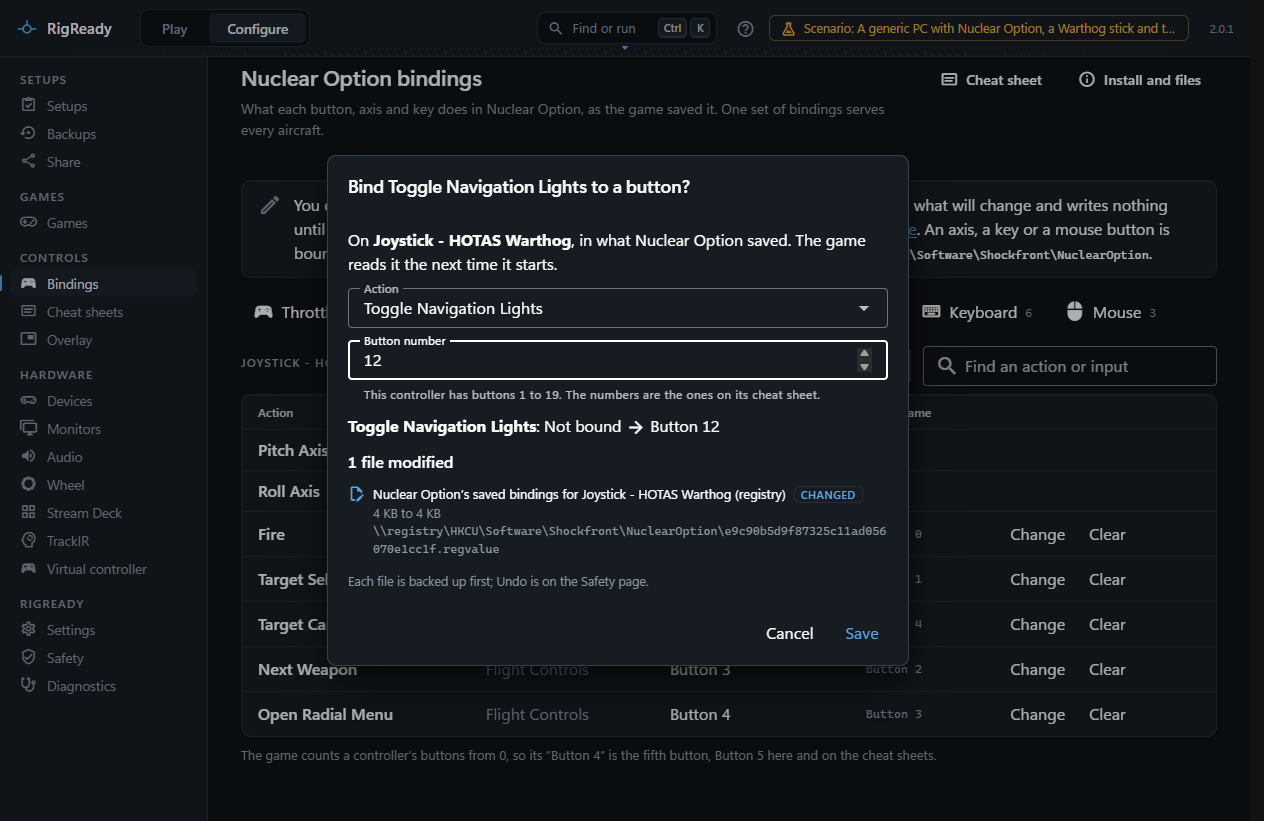 RigReady
Play
Configure
Find or run
Ctrl
K
Scenario: A generic PC with Nuclear Option, a Warthog stick and t...
2.0.1
SETUPS
Setups
Backups
Share
GAMES
Games
CONTROLS
Bindings
Cheat sheets
Overlay
HARDWARE
Devices
Monitors
Audio
Wheel
Stream Deck
TrackIR
Virtual controller
RIGREADY
Settings
Safety
Diagnostics
Nuclear Option bindings
Cheat sheet
Install and files
What each button, axis and key does in Nuclear Option, as the game saved it. One set of bindings serves
every aircraft.
You
what will change and writes nothing
until
. An axis, a key or a mouse button is
\Software\Shockfront\NuclearOption.
Keyboard 6
Mouse 3
JOYSTICK - HO
Find an action or input
Action
Pitch Axis
Roll Axis
Fire
0
Change
Clear
Target Sel
1
Change
Clear
Target Ca
4
Change
Clear
Next Weapon
Flight Controls
Button 3
Button 2
Change
Clear
Open Radial Menu
Flight Controls
Button 4
Button 3
Change
Clear
The game counts a controller's buttons from 0, so its "Button 4" is the fifth button, Button 5 here and on the cheat sheets.
Bind Toggle Navigation Lights to a button?
On Joystick - HOTAS Warthog, in what Nuclear Option saved. The game
reads it the next time it starts.
Action
Toggle Navigation Lights
Button number
12
This controller has buttons 1 to 19. The numbers are the ones on its cheat sheet.
Toggle Navigation Lights: Not bound → Button 12
1 file modified
Nuclear Option's saved bindings for Joystick - HOTAS Warthog (registry)
CHANGED
4 KB to 4 KB
\\registry\HKCU\Software\Shockfront\NuclearOption\e9c90b5d9f87325c11ad056
070e1cc1f.regvalue
Each file is backed up first; Undo is on the Safety page.
Cancel
Save